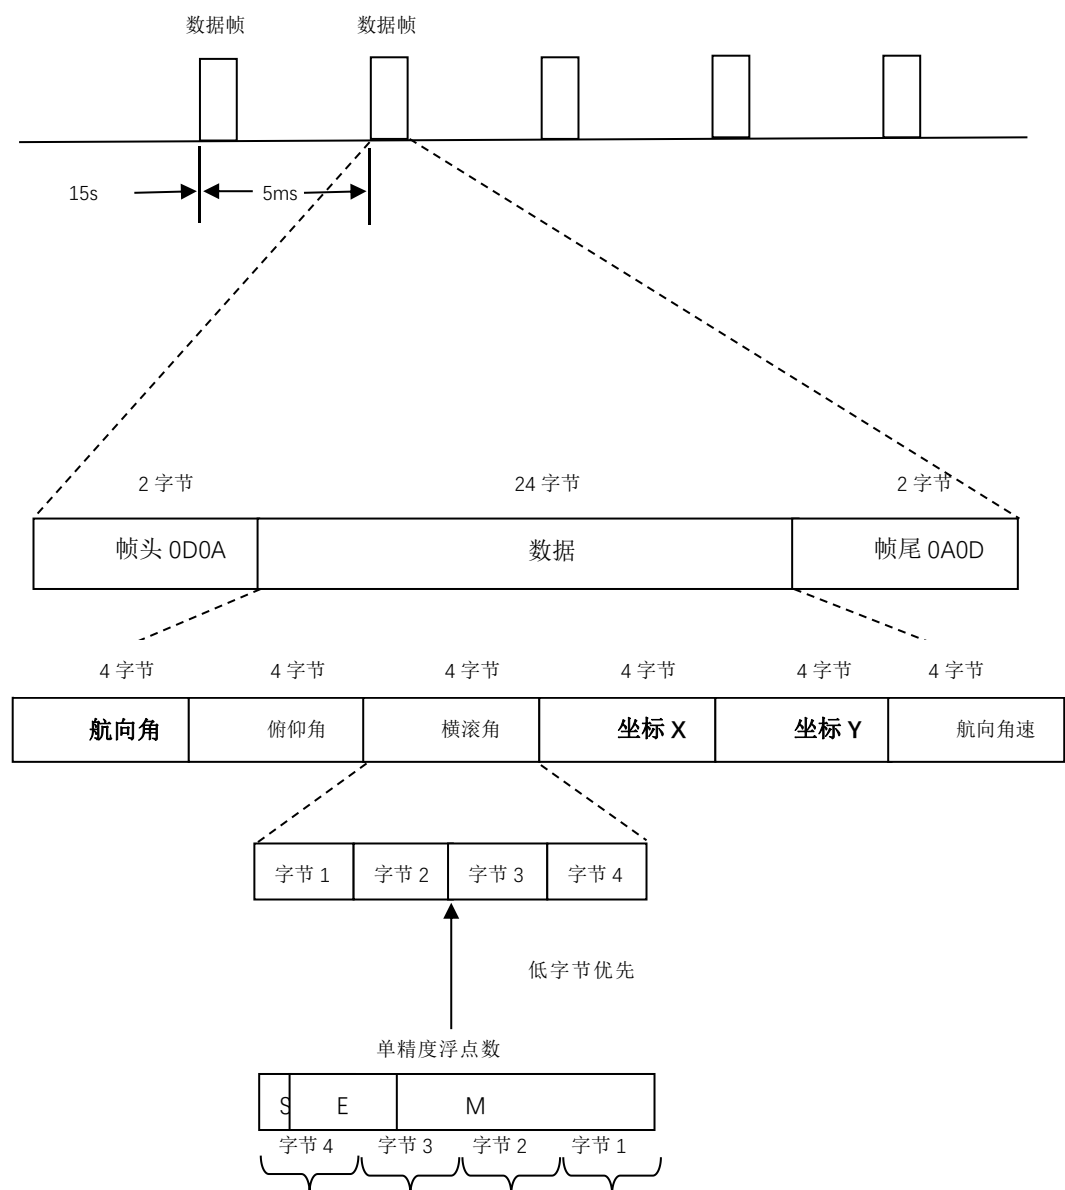 数据帧 数据帧
15s 5ms
2 字节 24 字节 2 字节
帧头 0D0A 数据 帧尾 0A0D
4 字节 4 字节 4 字节 4 字节 4 字节 4 字节
航向角 俯仰角 横滚角 坐标 X 坐标 Y 航向角速
字节 1 字节 2 字节 3 字节 4
低字节优先
单精度浮点数
S E M
字节 4 字节 3 字节 2 字节 1